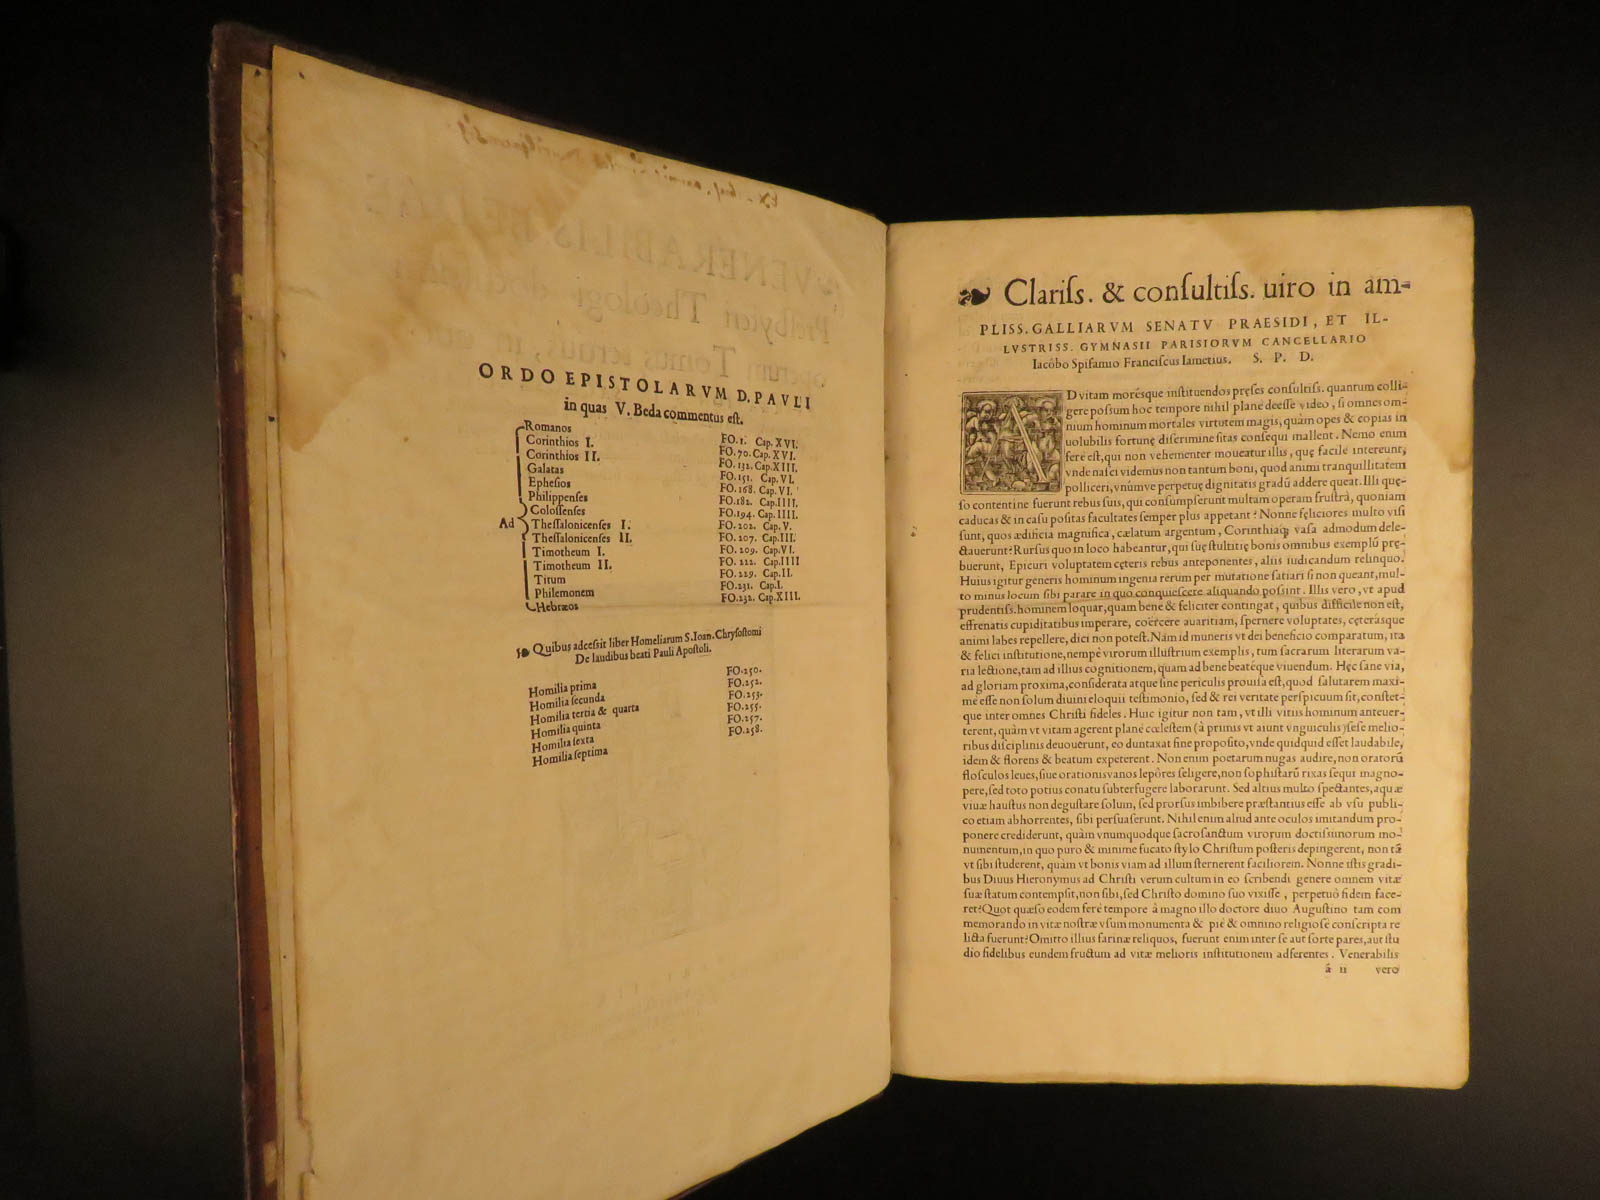 ORDO EPISTOLARVM D. PAVLI
in quas V. Beda commentus est.
Romanos FO.1. Cap. XVI.
Corinthios I. FO.70. Cap. XVI.
Corinthios II. FO.132. Cap. XIII.
Galatas FO.151. Cap. VI.
Ephesios FO.168. Cap. VI.
Philippenses FO.182. Cap. IIII.
Colossenses FO.194. Cap. IIII.
Ad Thessalonicenses I. FO.202. Cap. V.
Thessalonicenses II. FO.207. Cap. III.
Timotheum I. FO.209. Cap. VI.
Timotheum II. FO.222. Cap. IIII
Titum FO.229. Cap. II.
Philemonem FO.231. Cap. I.
Hebræos FO.232. Cap. XIII.
❧ Quibus adcessit liber Homeliarum S. Ioan. Chrysostomi
De laudibus beati Pauli Apostoli.
Homilia prima FO.250.
Homilia secunda FO.252.
Homilia tertia & quarta FO.253.
Homilia quinta FO.255.
Homilia sexta FO.257.
Homilia septima FO.258.
❧ Clariss. & consultiss. uiro in am-
PLISS. GALLIARVM SENATV PRAESIDI, ET IL-
LVSTRISS. GYMNASII PARISIORVM CANCELLARIO
Iacôbo Spifamio Franciscus Iametius. S. P. D.
AD vitam morésque instituendos pręses consultiss. quantum colli-
gere possum hoc tempore nihil planè deesse video, si omnes om-
nium hominum mortales virtutem magis, quàm opes & copias in
uolubilis fortunę discrimine sitas consequi mallent. Nemo enim
ferè est, qui non vehementer moueatur illis, quę facilè intereunt,
vnde nasci videmus non tantum boni, quod animi tranquillitatem
polliceri, vnúmve perpetuę dignitatis gradũ addere queat. Illi quę-
so contentine fuerunt rebus suis, qui consumpserunt multam operam frustrà, quoniam
caducas & in casu positas facultates semper plus appetant? Nonne fęliciores multo visi
sunt, quos ædificia magnifica, cælatum argentum, Corinthiaq; vasa admodum dele-
ctauerunt? Rursus quo in loco habeantur, qui suę stultitię bonis omnibus exemplũ prę-
buerunt, Epicuri voluptatem cęteris rebus anteponentes, aliis iudicandum relinquo.
Huius igitur generis hominum ingenia rerum permutatione satiari si non queant, mul-
to minus locum sibi parare in quo conquiescere aliquando possint. Illis vero, vt apud
prudentiss. hominem loquar, quam bene & feliciter contingat, quibus difficile non est,
effrenatis cupiditatibus imperare, coërcere auaritiam, spernere voluptates, cęterásque
animi labes repellere, dici non potest. Nàm id muneris vt dei beneficio comparatum, ita
& felici institutione, nempè virorum illustrium exemplis, tum sacrarum literarum va-
ria lectione, tam ad illius cognitionem, quam ad bene beatéque viuendum. Hęc sane via,
ad gloriam proxima, considerata atque sine periculis prouisa est, quod salutarem maxi-
mè esse non solum diuini eloquii testimonio, sed & rei veritate perspicuum sit, constet-
que inter omnes Christi fideles. Huic igitur non tam, vt illi vitiis hominum anteuer-
terent, quàm vt vitam agerent planè cœlestem (à primis vt aiunt vnguiculis) sese melio-
ribus disciplinis deuouerunt, eo duntaxat fine proposito, vnde quidquid esset laudabile,
idem & florens & beatum expeterent. Non enim poetarum nugas audire, non oratorũ
flosculos leues, siue orationis vanos lepôres seligere, non sophistarũ rixas sequi magno-
pere, sed toto potius conatu subterfugere laborarunt. Sed altius multo spectantes, aquæ
viuæ haustus non degustare solum, sed prorsus imbibere præstantius esse ab vsu publi-
co etiam abhorrentes, sibi persuaserunt. Nihil enim aliud ante oculos imitandum pro-
ponere crediderunt, quàm vnumquodque sacrosanctum virorum doctissimorum mo-
numentum, in quo puro & minime fucato stylo Christum posteris depingerent, non tã
vt sibi studerent, quàm vt bonis viam ad illum sternerent faciliorem. Nonne istis gradi-
bus Diuus Hieronymus ad Christi verum cultum in eo scribendi genere omnem vitæ
suæ statum contempsit, non sibi, sed Christo domino suo vixisse, perpetuò fidem face-
ret? Quot quæso eodem ferè tempore à magno illo doctore diuo Augustino tam com
memorando in vitæ nostræ vsum monumenta & piè & omnino religiosè conscripta re
licta fuerunt? Omitto illius farinæ reliquos, fuerunt enim inter se aut forte pares, aut stu
dio fidelibus eundem fructum ad vitæ melioris institutionem adferentes. Venerabilis
â ii vero